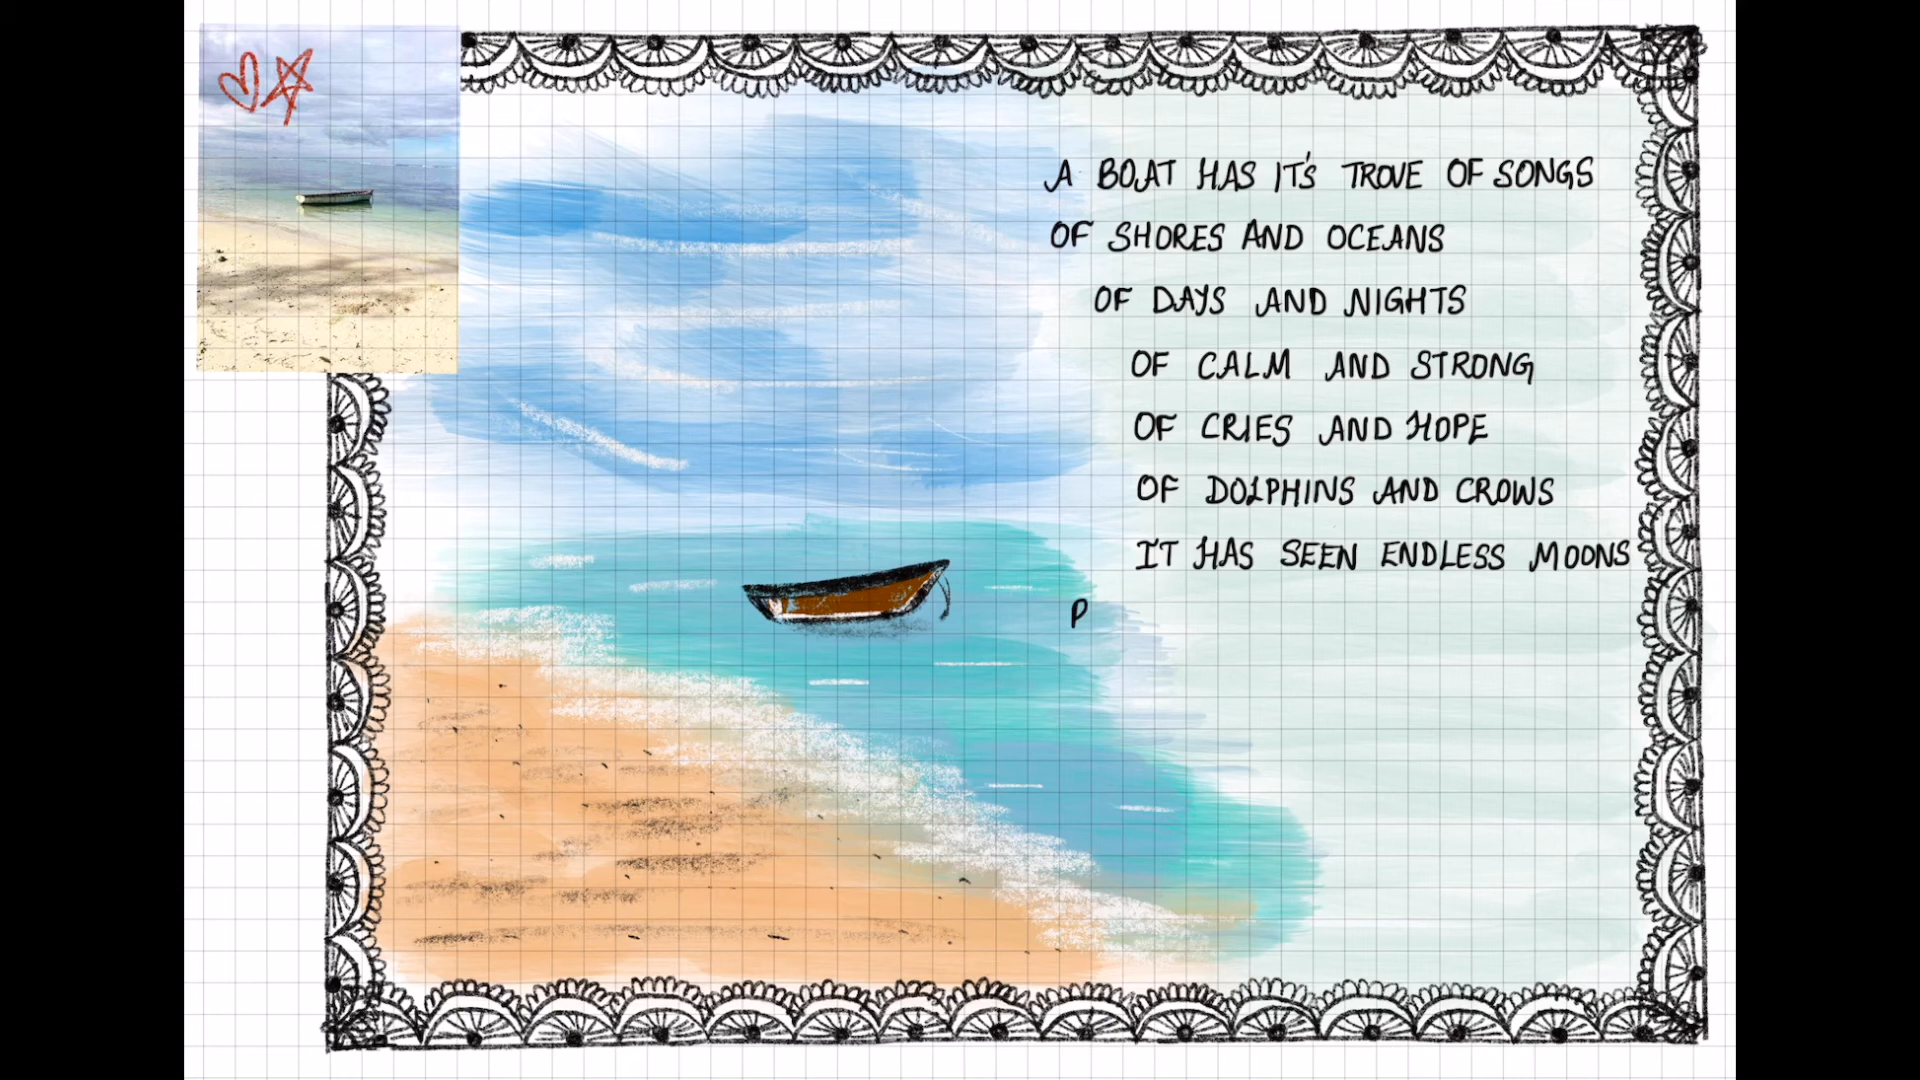 A BOAT HAS IT'S TROVE OF SONGS
OF SHORES AND OCEANS
OF DAYS AND NIGHTS
OF CALM AND STRONG
OF CRIES AND HOPE
OF DOLPHINS AND CROWS
IT HAS SEEN ENDLESS MOONS
P